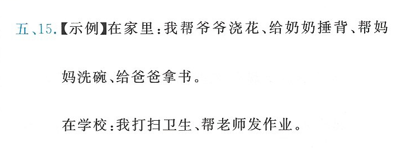 五、15.【示例】在家里:我帮爷爷浇花、给奶奶捶背、帮妈
妈洗碗、给爸爸拿书。
在学校:我打扫卫生、帮老师发作业。